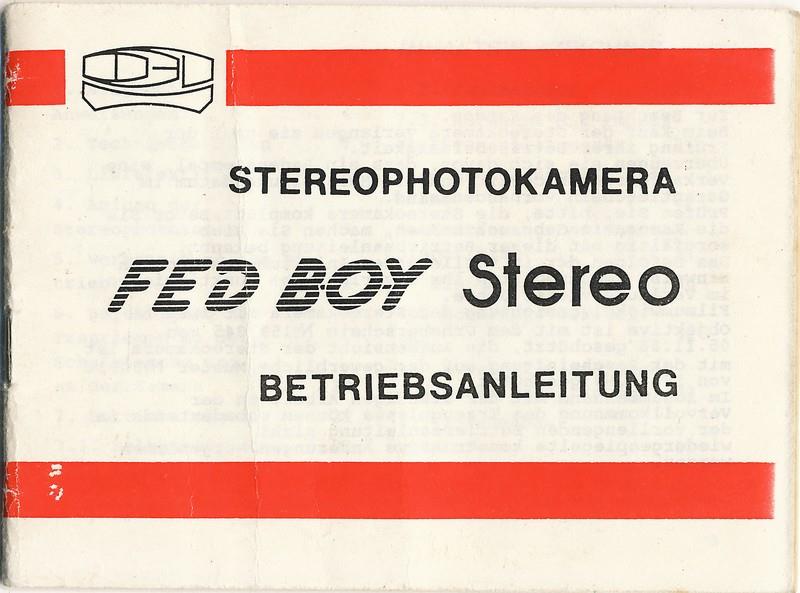 STEREOPHOTOKAMERA
FED BOY Stereo
BETRIEBSANLEITUNG